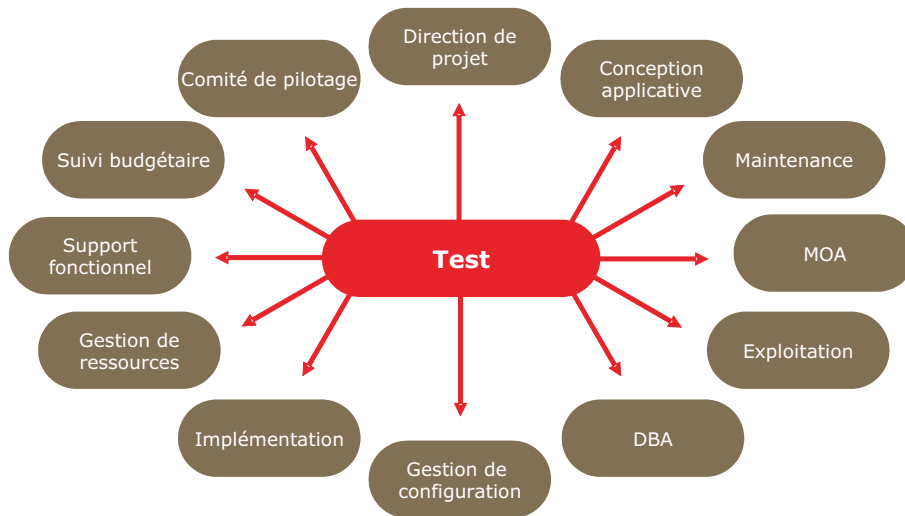 Direction de
projet
Comité de pilotage
Conception
applicative
Suivi budgétaire
Maintenance
Support
fonctionnel
Test
MOA
Gestion de
ressources
Exploitation
Implémentation
DBA
Gestion de
configuration